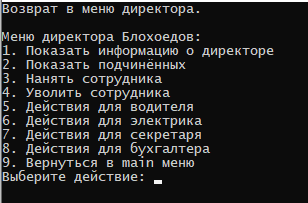 Возврат в меню директора.
Меню директора Блохоедов:
1. Показать информацию о директоре
2. Показать подчинённых
3. Нанять сотрудника
4. Уволить сотрудника
5. Действия для водителя
6. Действия для электрика
7. Действия для секретаря
8. Действия для бухгалтера
9. Вернуться в main меню
Выберите действие: